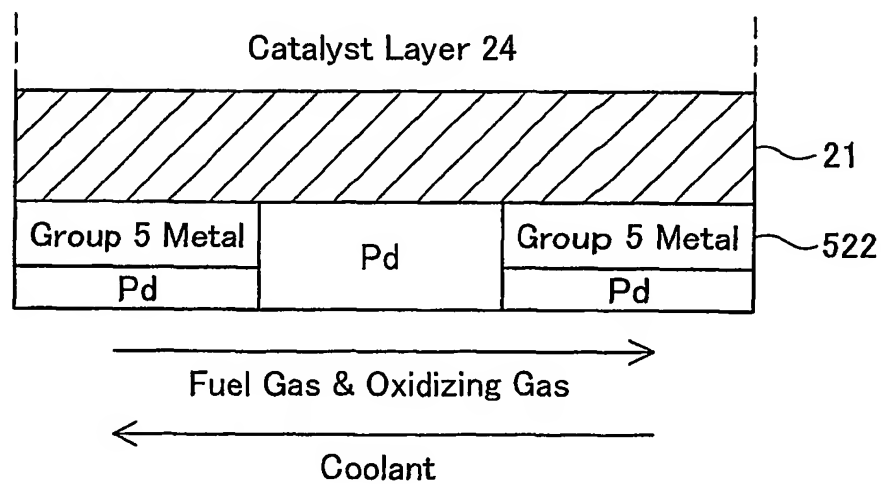 Catalyst Layer 24
21
Group 5 Metal Pd Group 5 Metal 522
Pd Pd
Fuel Gas & Oxidizing Gas
Coolant